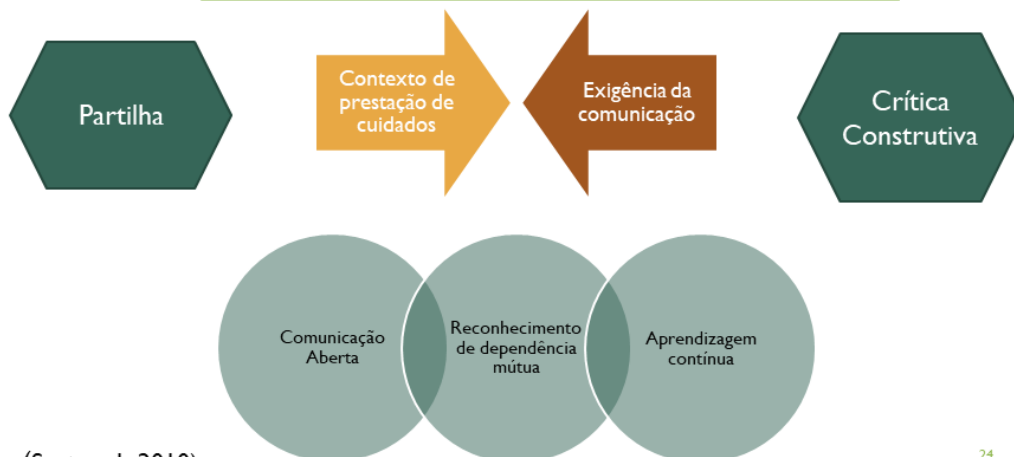 Partilha
Contexto de
prestação de
cuidados
Exigência da
comunicação
Crítica
Construtiva
Comunicação
Aberta
Reconhecimento
de dependência
mútua
Aprendizagem
contínua
24